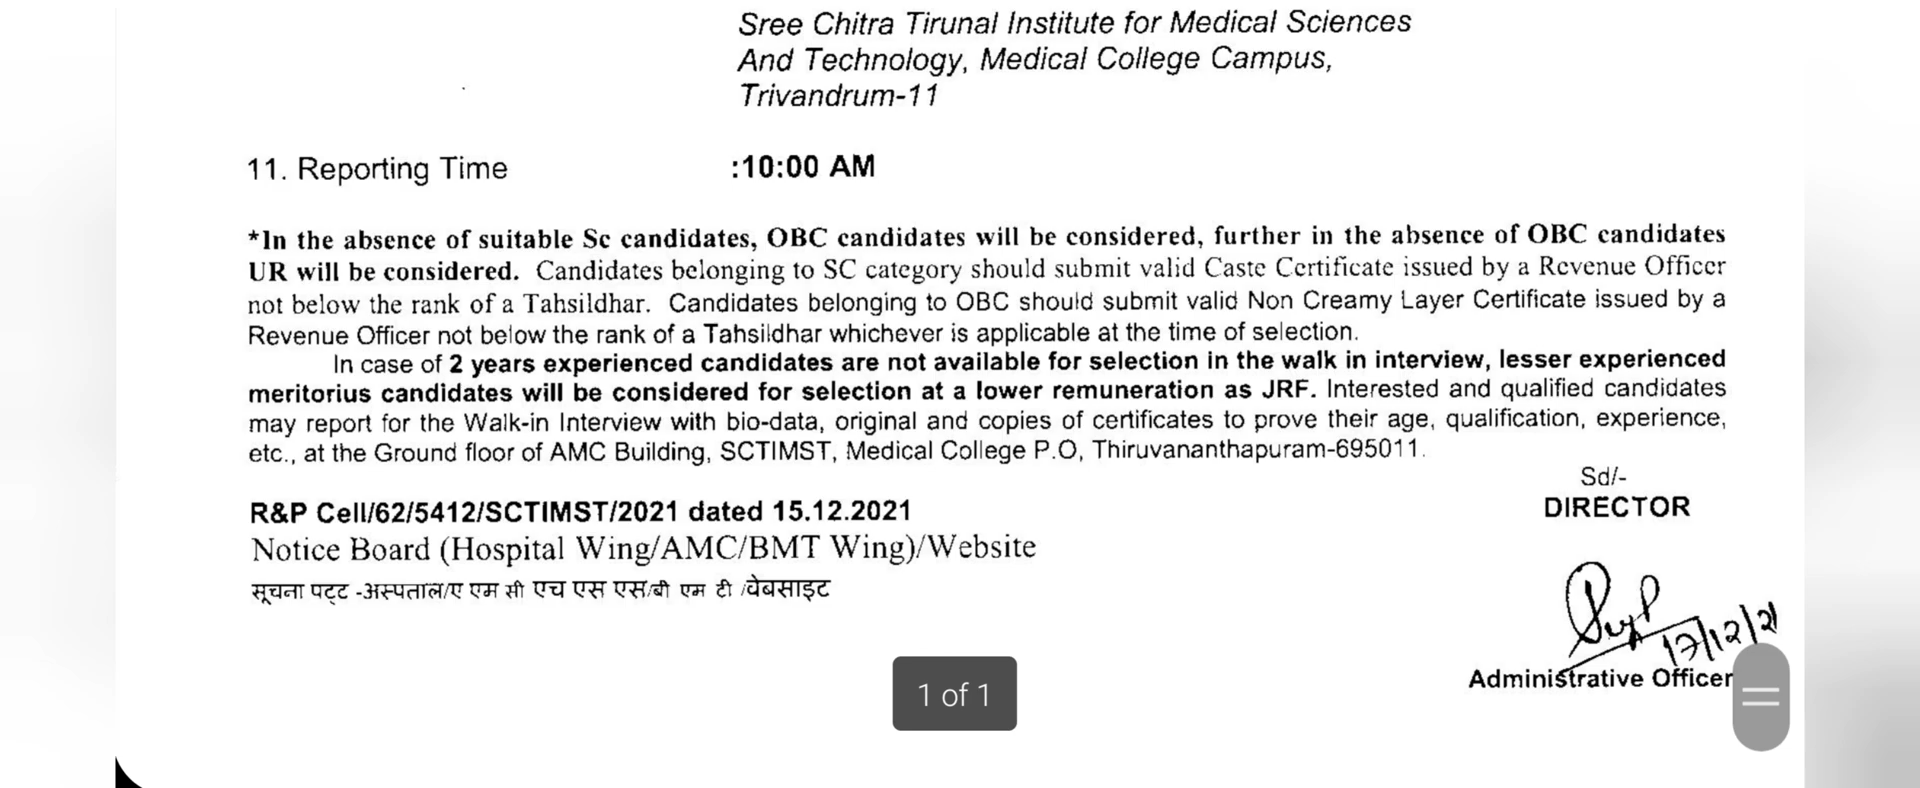 Sree Chitra Tirunal Institute for Medical Sciences
And Technology, Medical College Campus,
Trivandrum-11
11. Reporting Time :10:00 AM
*In the absence of suitable Sc candidates, OBC candidates will be considered, further in the absence of OBC candidates
UR will be considered. Candidates belonging to SC category should submit valid Caste Certificate issued by a Revenue Officer
not below the rank of a Tahsildhar. Candidates belonging to OBC should submit valid Non Creamy Layer Certificate issued by a
Revenue Officer not below the rank of a Tahsildhar whichever is applicable at the time of selection.
In case of 2 years experienced candidates are not available for selection in the walk in interview, lesser experienced
meritorius candidates will be considered for selection at a lower remuneration as JRF. Interested and qualified candidates
may report for the Walk-in Interview with bio-data, original and copies of certificates to prove their age, qualification, experience,
etc., at the Ground floor of AMC Building, SCTIMST, Medical College P.O, Thiruvananthapuram-695011.
Sd/-
DIRECTOR
R&P Cell/62/5412/SCTIMST/2021 dated 15.12.2021
Notice Board (Hospital Wing/AMC/BMT Wing)/Website
सूचना पट्ट -अस्पताल/ए एम सी एच एस एस/बी एम टी /वेबसाइट
17/12/21
Administrative Officer
1 of 1